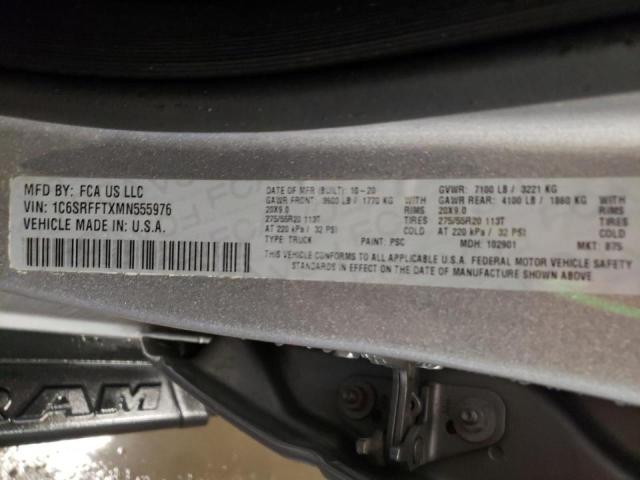 MFD BY: FCA US LLC
VIN: 1C6SRFFTXMN555976
VEHICLE MADE IN U.S.A.
DATE OF MFR (BUILT): 10-20 GVWR: 7100 LB / 3221 KG
GAWR FRONT 3900 LB / 1770 KG WITH GAWR REAR 4100 LB / 1860 KG WITH
20X9.0 RIMS 20X9.0 RIMS
275/55R20 113T TIRES 275/55R20 113T TIRES
AT 220 kPa / 32 PSI COLD AT 220 kPa / 32 PSI COLD
TYPE: TRUCK PAINT: PSC MDH: 102901 MKT: 875
THIS VEHICLE CONFORMS TO ALL APPLICABLE U.S.A. FEDERAL MOTOR VEHICLE SAFETY
STANDARDS IN EFFECT ON THE DATE OF MANUFACTURE SHOWN ABOVE.
RAM